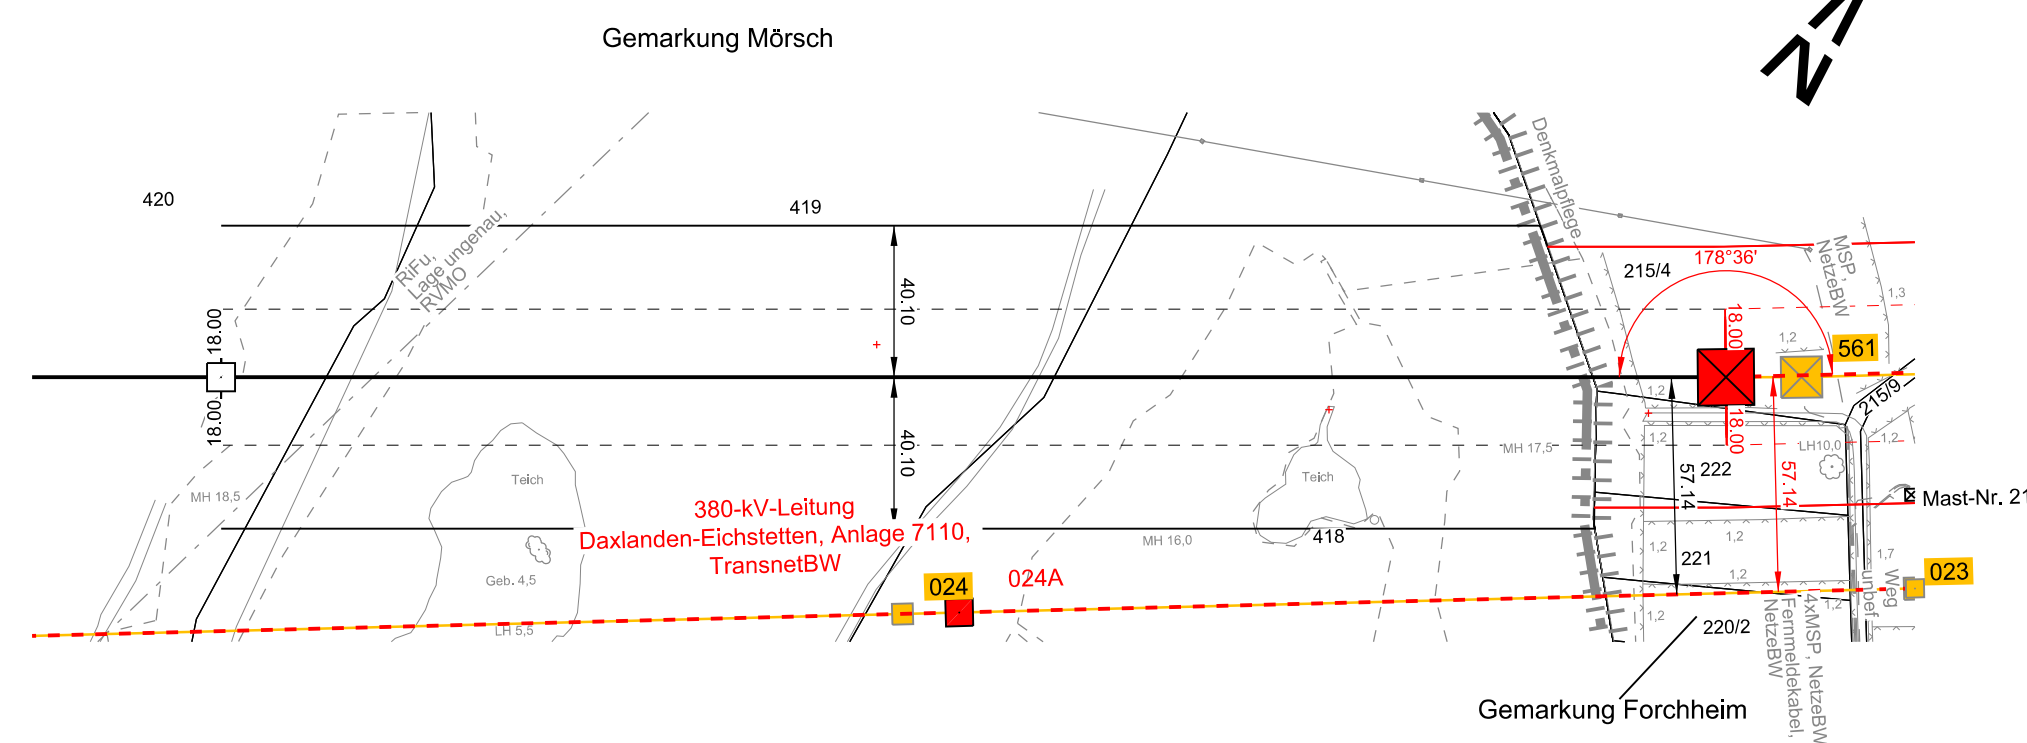 Gemarkung Mörsch
N
420
419
RiFu,
Lage ungenau,
RVMO
Denkmalpflege
MSP,
NetzeBW
178°36'
215/4
1,3
18.00
18.00
40.10
40.10
18.00
18.00
1,2
561
1,2
215/9
1,2
1,2
LH10,0
MH 17,5
MH 18,5
Teich
Teich
57.14
57.14
222
Mast-Nr. 21
380-kV-Leitung
Daxlanden-Eichstetten, Anlage 7110,
TransnetBW
MH 16,0
418
1,2
1,2
221
1,7
Geb. 4,5
024
024A
1,2
023
Weg
unbef.
LH 5,5
1,2
1,2
220/2
4xMSP, NetzeBW
Fernmeldekabel,
NetzeBW
Gemarkung Forchheim